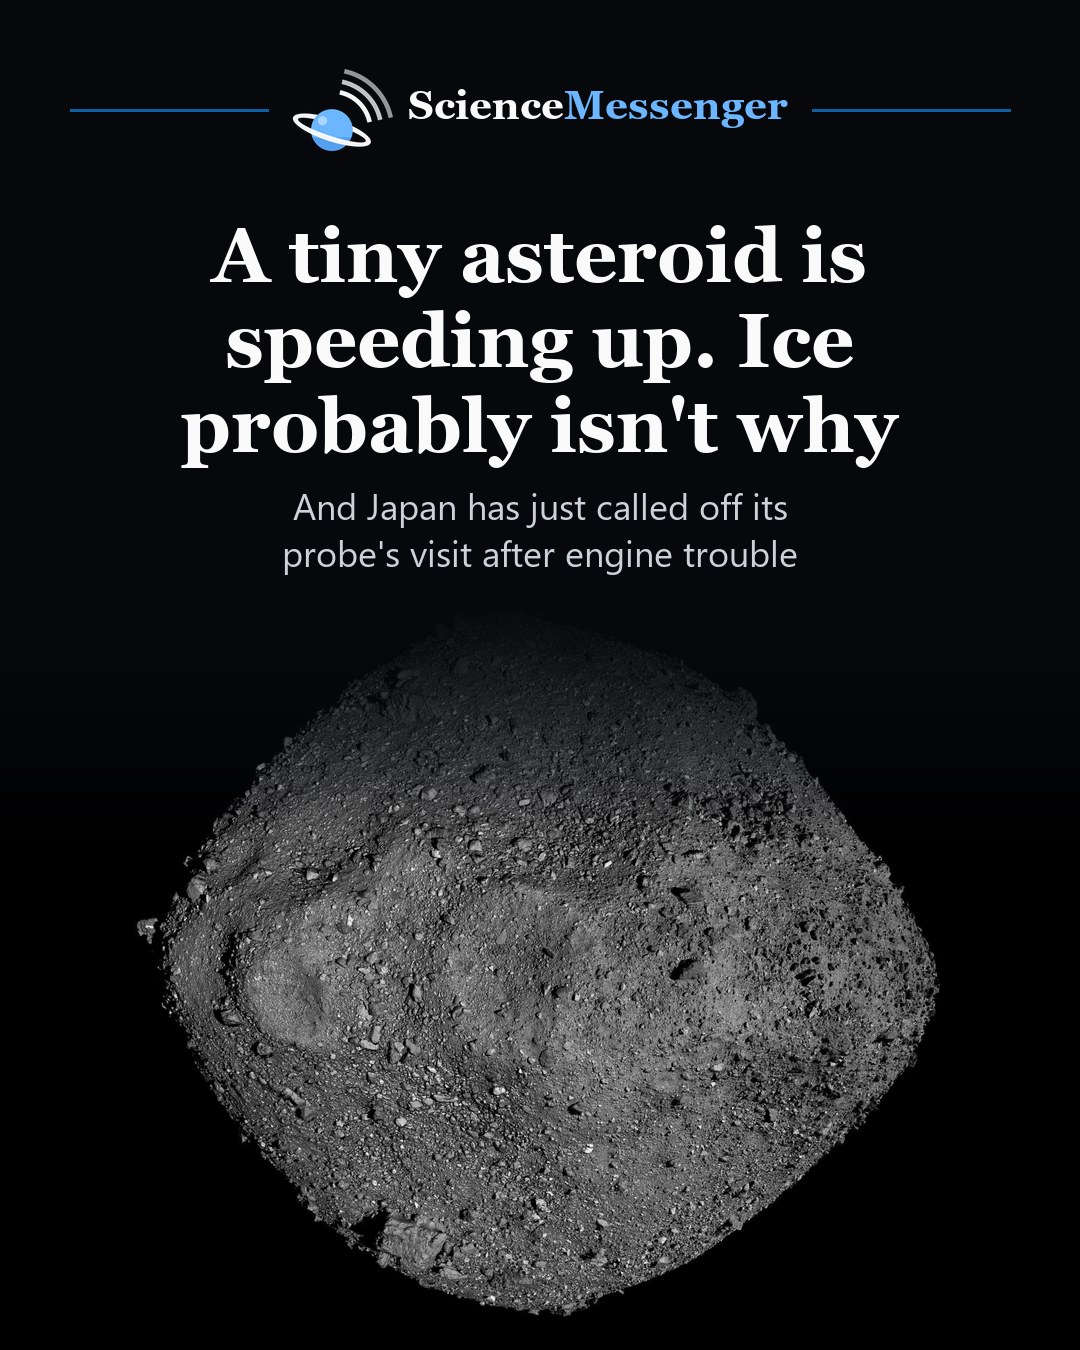 ScienceMessenger
A tiny asteroid is
speeding up. Ice
probably isn't why
And Japan has just called off its
probe's visit after engine trouble